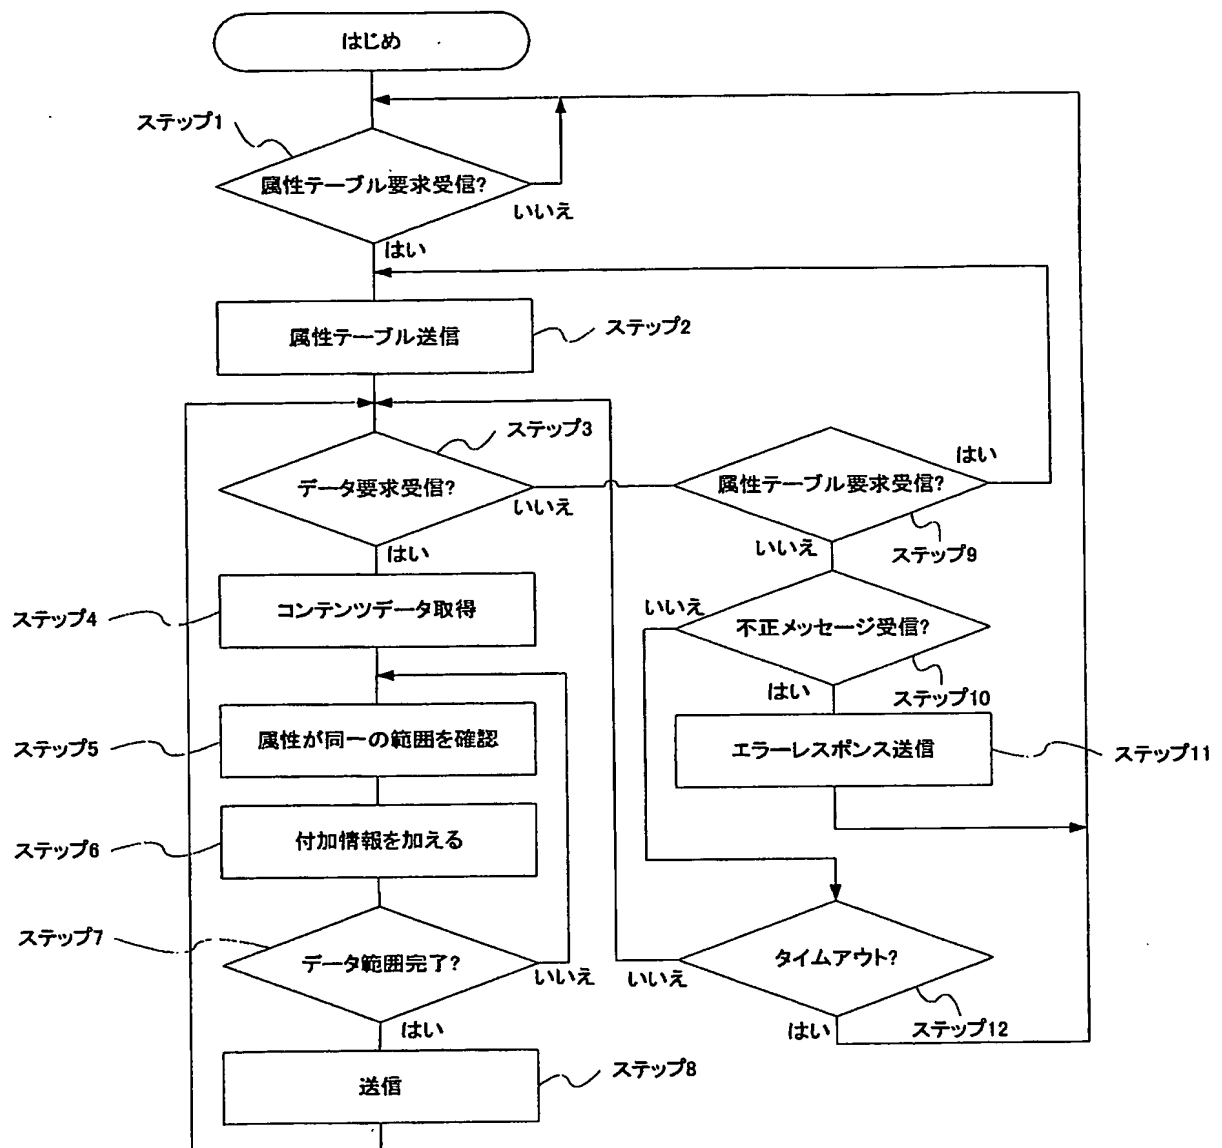 はじめ
ステップ1
属性テーブル要求受信?
いいえ
はい
属性テーブル送信
ステップ2
ステップ3
データ要求受信?
いいえ
はい
属性テーブル要求受信?
はい
ステップ9
いいえ
ステップ4
コンテンツデータ取得
いいえ
不正メッセージ受信?
はい
ステップ10
ステップ5
属性が同一の範囲を確認
エラーレスポンス送信
ステップ11
ステップ6
付加情報を加える
ステップ7
データ範囲完了?
いいえ
はい
タイムアウト?
いいえ
はい
ステップ12
送信
ステップ8